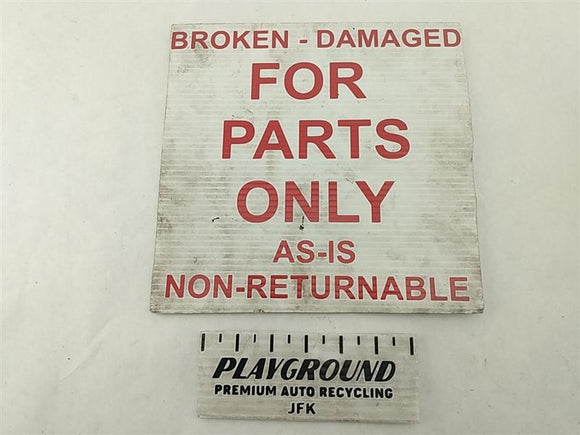 BROKEN - DAMAGED
FOR
PARTS
ONLY
AS-IS
NON-RETURNABLE
PLAYGROUND
PREMIUM AUTO RECYCLING
JFK